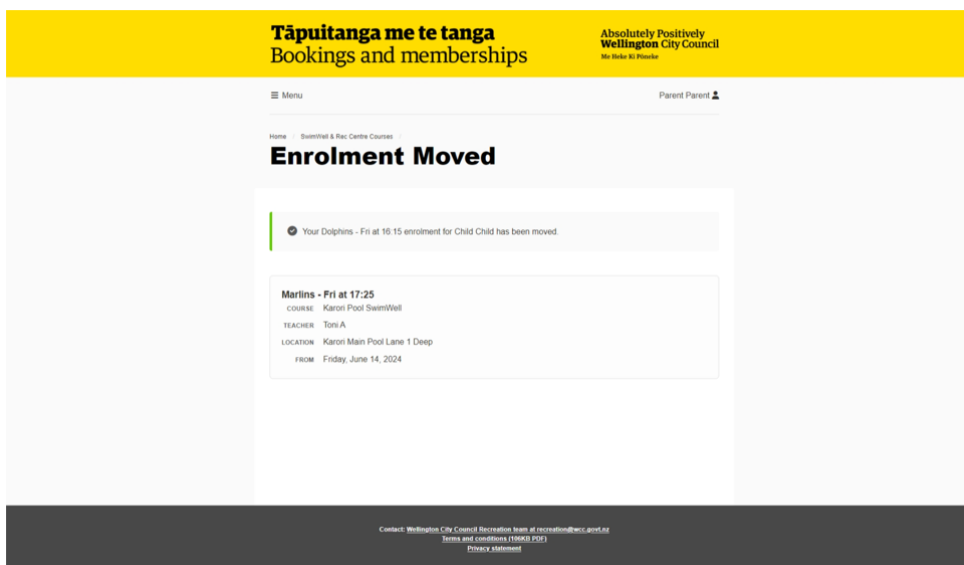 Tāpuitanga me te tanga
Bookings and memberships
Absolutely Positively
Wellington City Council
Me Heke Ki Pōneke
Menu
Parent Parent
Home / SwimWell & Rec Centre Courses /
Enrolment Moved
Your Dolphins - Fri at 16:15 enrolment for Child Child has been moved.
Marlins - Fri at 17:25
COURSE Karori Pool SwimWell
TEACHER Toni A
LOCATION Karori Main Pool Lane 1 Deep
FROM Friday, June 14, 2024
Contact: Wellington City Council Recreation team at recreation@wcc.govt.nz
Terms and conditions (106KB PDF)
Privacy statement